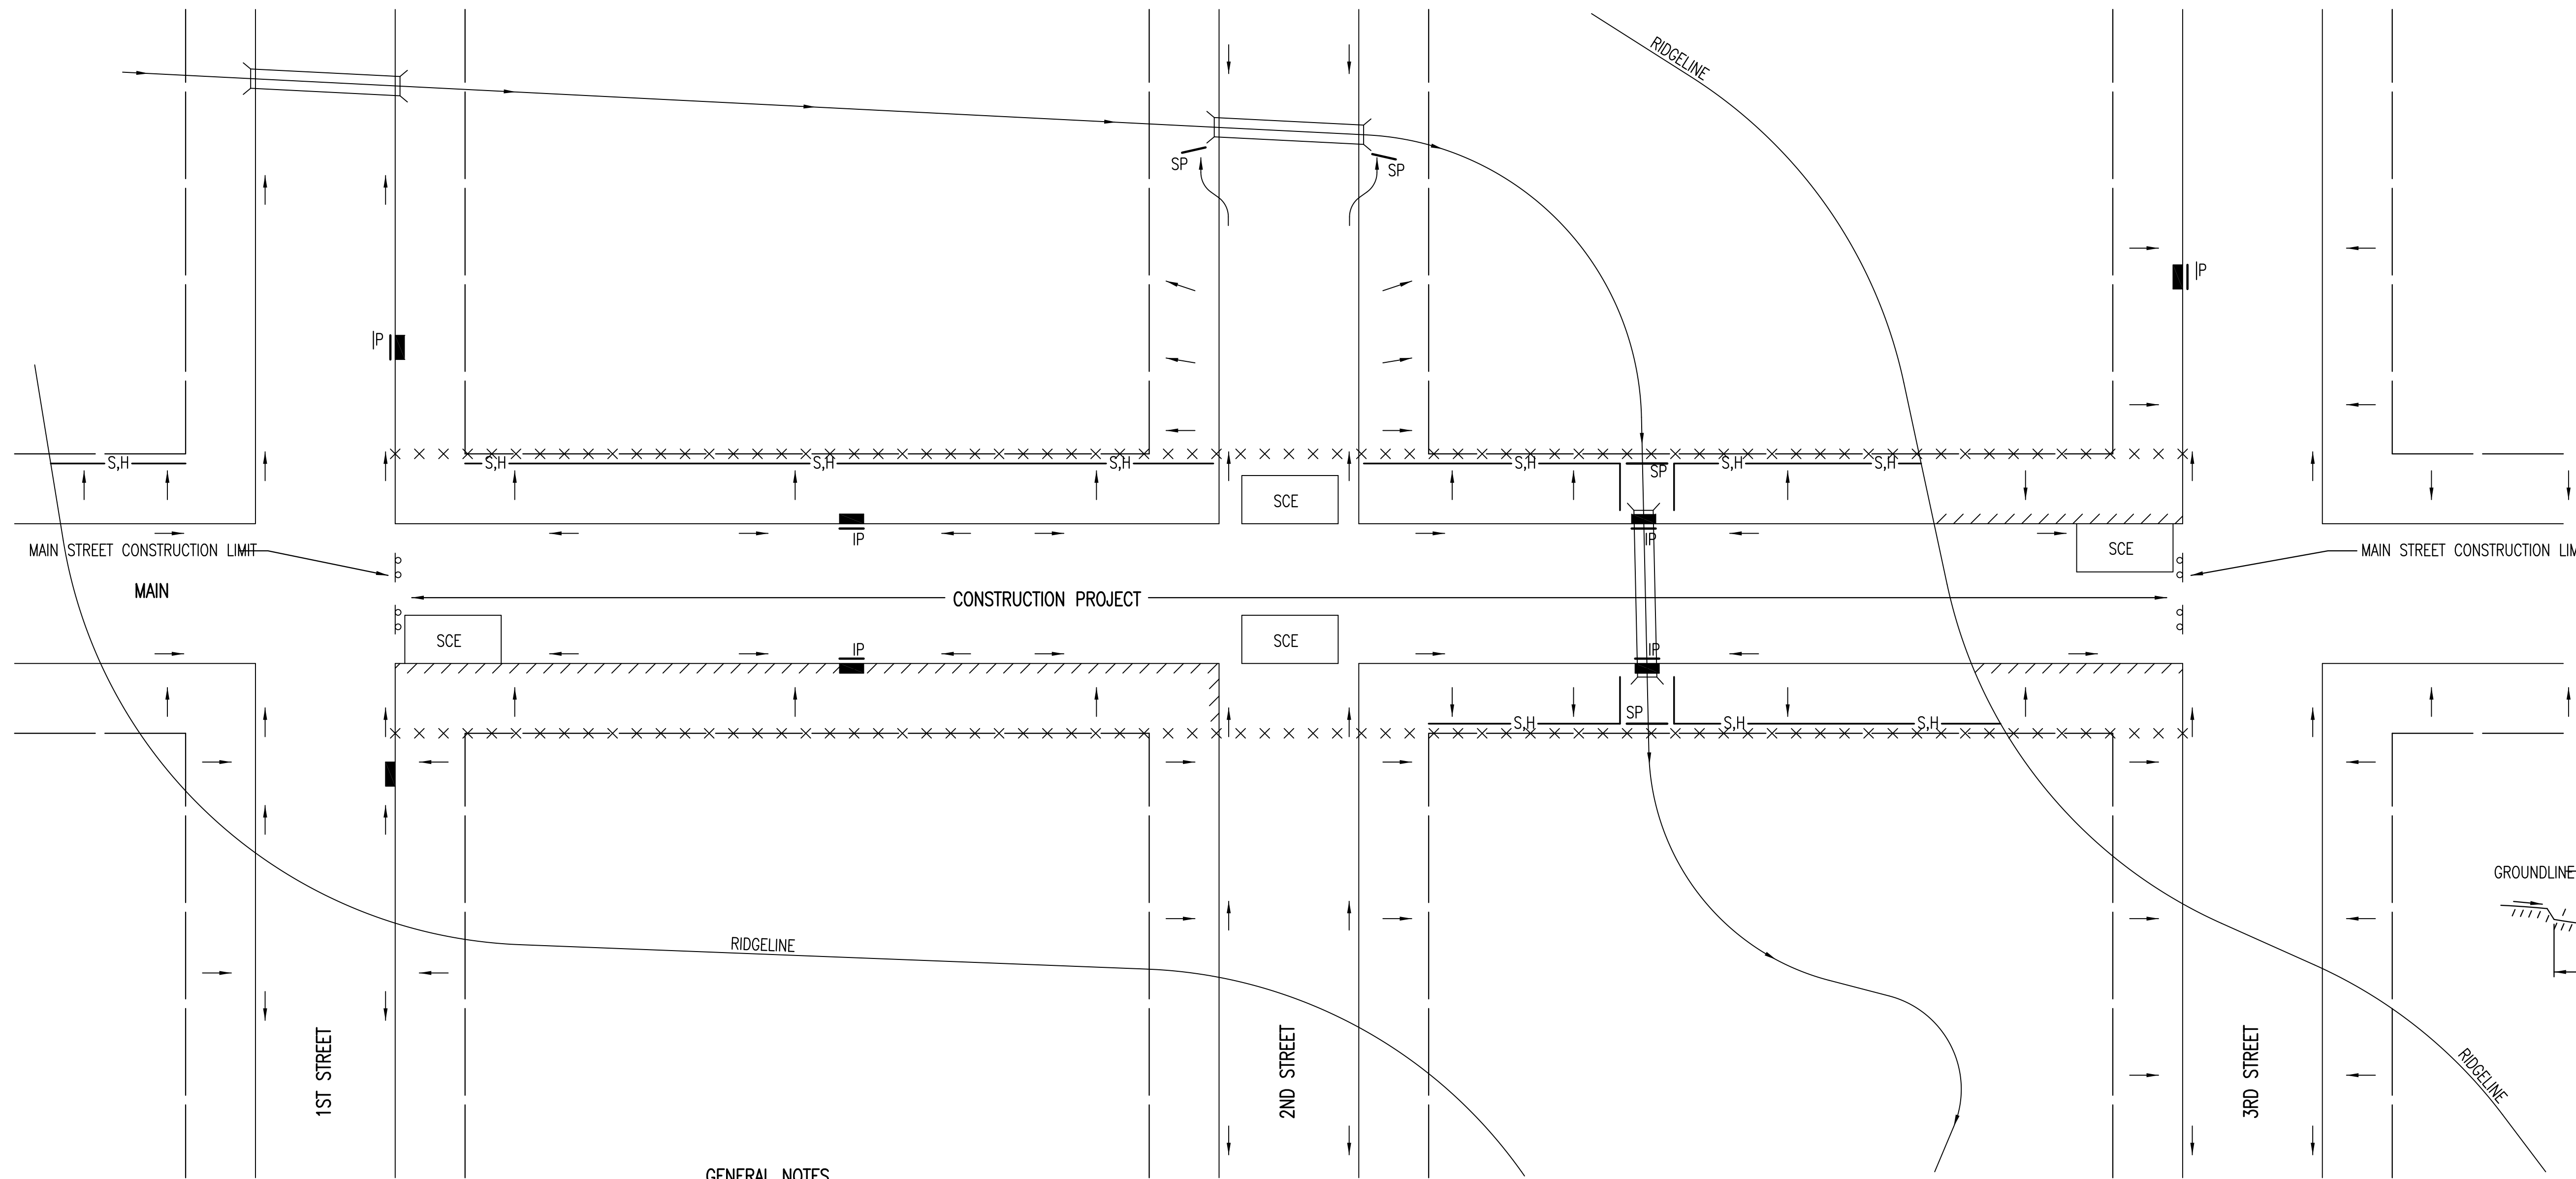 RIDGELINE
SP
SP
IP
IP
S,H
S,H
S,H
S,H
S,H
SP
S,H
S,H
SCE
IP
IP
SCE
MAIN STREET CONSTRUCTION LIMIT
MAIN STREET CONSTRUCTION LIM
MAIN
CONSTRUCTION PROJECT
SCE
SCE
IP
IP
S,H
SP
S,H
S,H
GROUNDLINE
RIDGELINE
1ST STREET
2ND STREET
3RD STREET
RIDGELINE
GENERAL NOTES